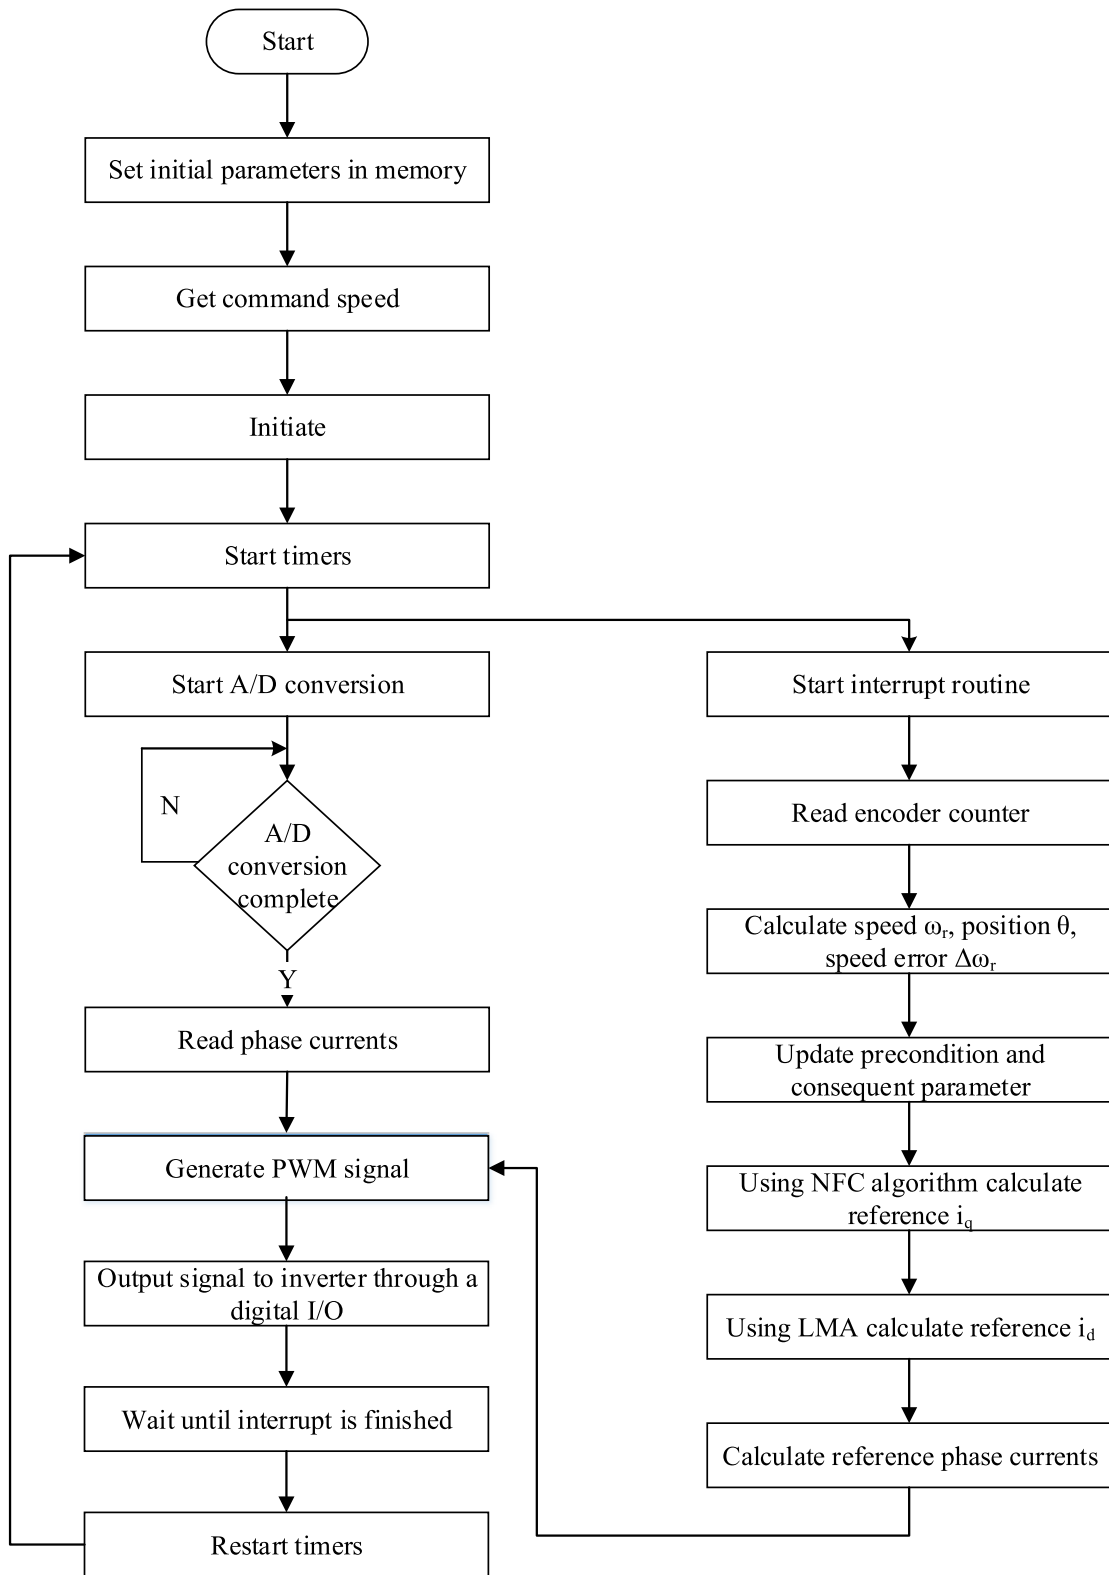 Start
Set initial parameters in memory
Get command speed
Initiate
Start timers
Start A/D conversion
N
A/D
conversion
complete
Y
Read phase currents
Generate PWM signal
Output signal to inverter through a
digital I/O
Wait until interrupt is finished
Restart timers
Start interrupt routine
Read encoder counter
Calculate speed ωᵣ, position θ,
speed error Δωᵣ
Update precondition and
consequent parameter
Using NFC algorithm calculate
reference i_q
Using LMA calculate reference i_d
Calculate reference phase currents